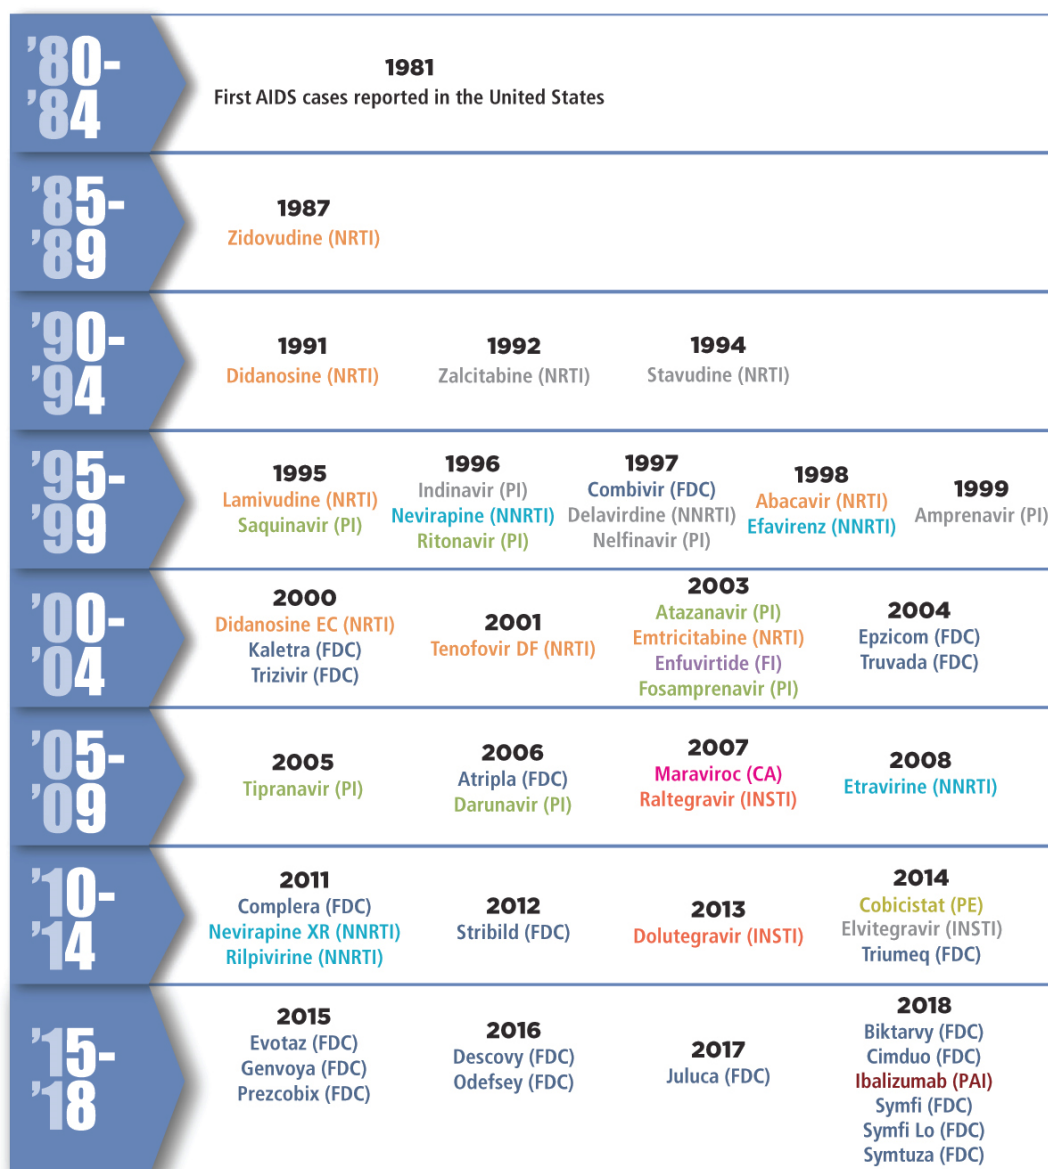 '80-
'84
1981
First AIDS cases reported in the United States
'85-
'89
1987
Zidovudine (NRTI)
'90-
'94
1991
Didanosine (NRTI)
1992
Zalcitabine (NRTI)
1994
Stavudine (NRTI)
'95-
'99
1995
Lamivudine (NRTI)
Saquinavir (PI)
1996
Indinavir (PI)
Nevirapine (NNRTI)
Ritonavir (PI)
1997
Combivir (FDC)
Delavirdine (NNRTI)
Nelfinavir (PI)
1998
Abacavir (NRTI)
Efavirenz (NNRTI)
1999
Amprenavir (PI)
'00-
'04
2000
Didanosine EC (NRTI)
Kaletra (FDC)
Trizivir (FDC)
2001
Tenofovir DF (NRTI)
2003
Atazanavir (PI)
Emtricitabine (NRTI)
Enfuvirtide (FI)
Fosamprenavir (PI)
2004
Epzicom (FDC)
Truvada (FDC)
'05-
'09
2005
Tipranavir (PI)
2006
Atripla (FDC)
Darunavir (PI)
2007
Maraviroc (CA)
Raltegravir (INSTI)
2008
Etravirine (NNRTI)
'10-
'14
2011
Complera (FDC)
Nevirapine XR (NNRTI)
Rilpivirine (NNRTI)
2012
Stribild (FDC)
2013
Dolutegravir (INSTI)
2014
Cobicistat (PE)
Elvitegravir (INSTI)
Triumeq (FDC)
'15-
'18
2015
Evotaz (FDC)
Genvoya (FDC)
Prezcobix (FDC)
2016
Descovy (FDC)
Odefsey (FDC)
2017
Juluca (FDC)
2018
Biktarvy (FDC)
Cimduo (FDC)
Ibalizumab (PAI)
Symfi (FDC)
Symfi Lo (FDC)
Symtuza (FDC)